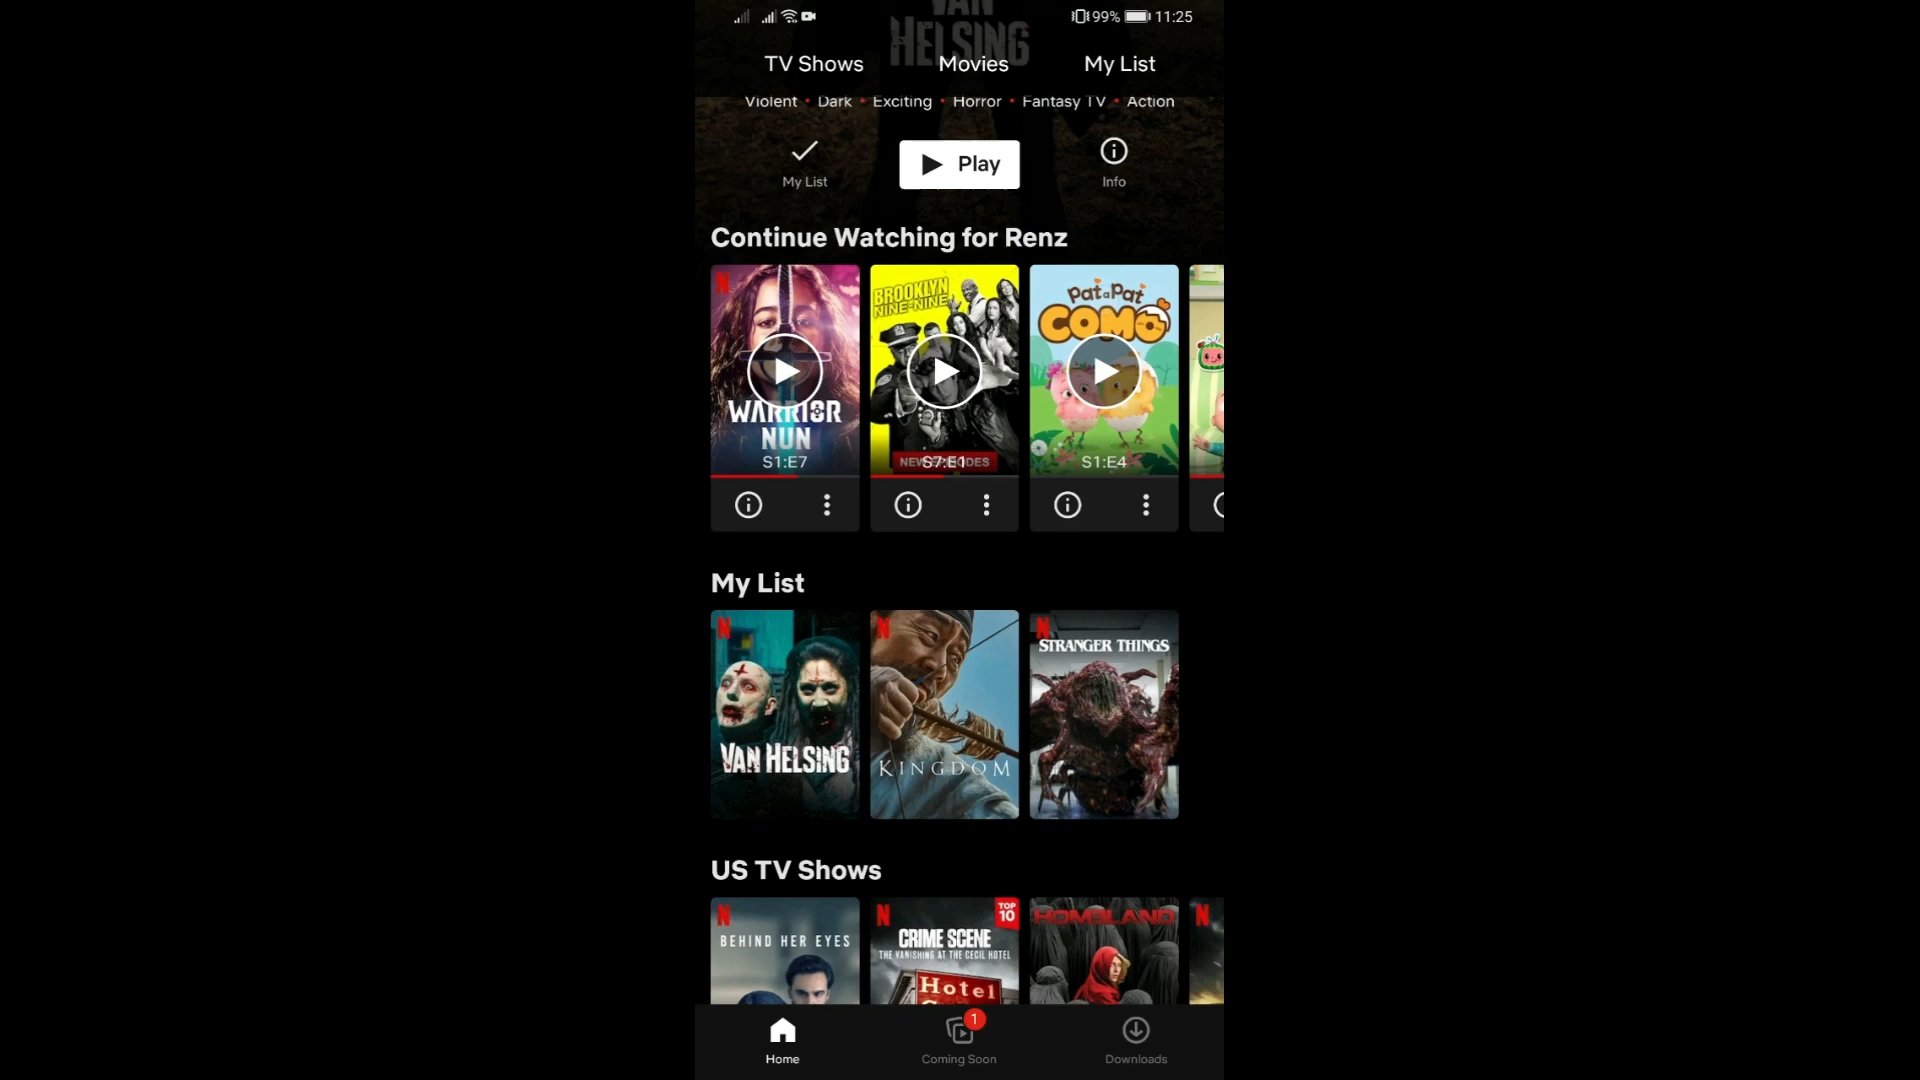 99% 11:25
VAN
HELSING
TV Shows Movies My List
Violent • Dark • Exciting • Horror • Fantasy TV • Action
My List
Play
Info
Continue Watching for Renz
N
WARRIOR
NUN
S1:E7
BROOKLYN
NINE-NINE
NEW EPISODES
S7:E1
Pat a Pat
COMO
S1:E4
My List
N
VAN HELSING
N
KINGDOM
N
STRANGER THINGS
US TV Shows
N
BEHIND HER EYES
N
TOP
10
CRIME SCENE
THE VANISHING AT THE CECIL HOTEL
Hotel
HOMELAND
N
Home
1
Coming Soon
Downloads